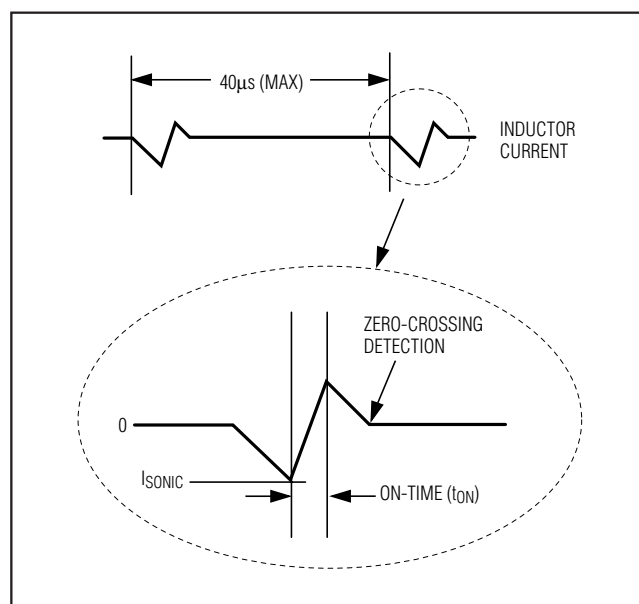 40μs (MAX)
INDUCTOR
CURRENT
ZERO-CROSSING
DETECTION
0
ISONIC
ON-TIME (tON)